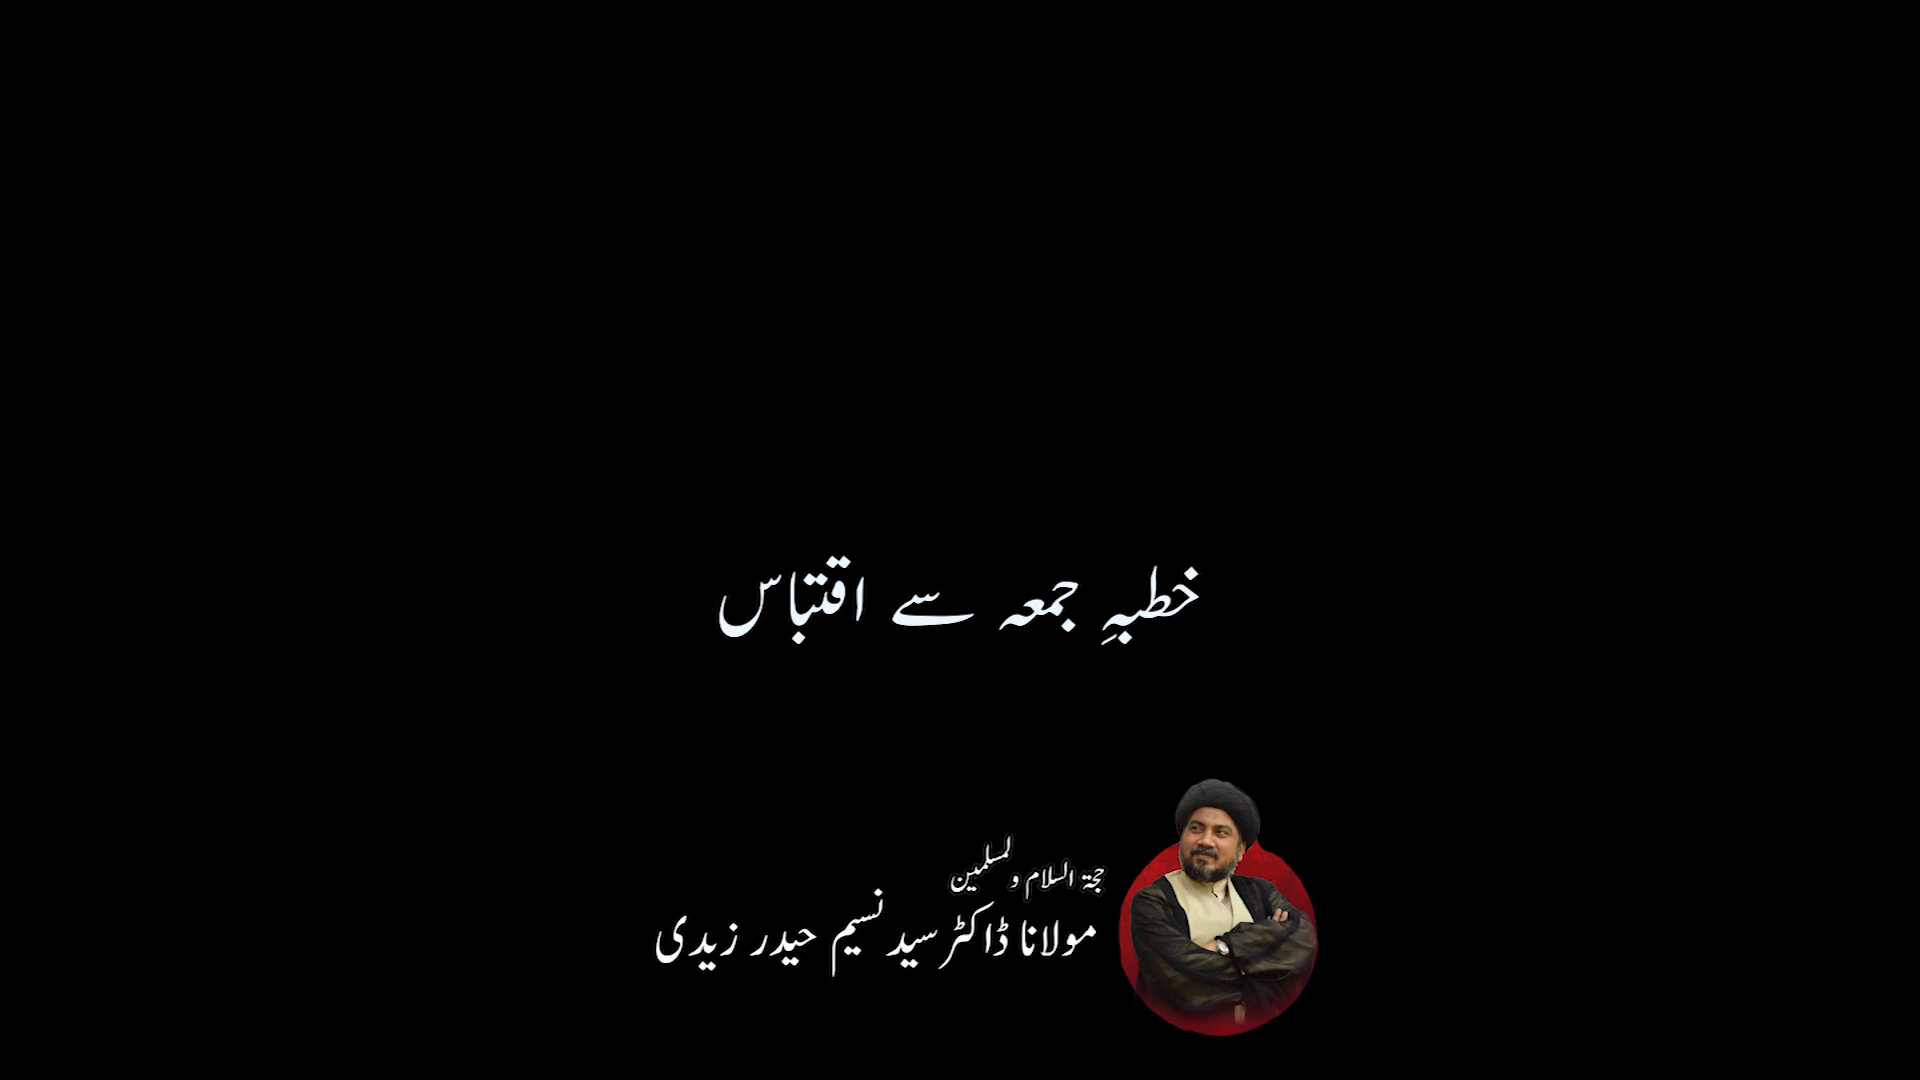 خطبہِ جمعہ سے اقتباس
حجۃ السلام و لمسلمین
مولانا ڈاکٹر سید نسیم حیدر زیدی